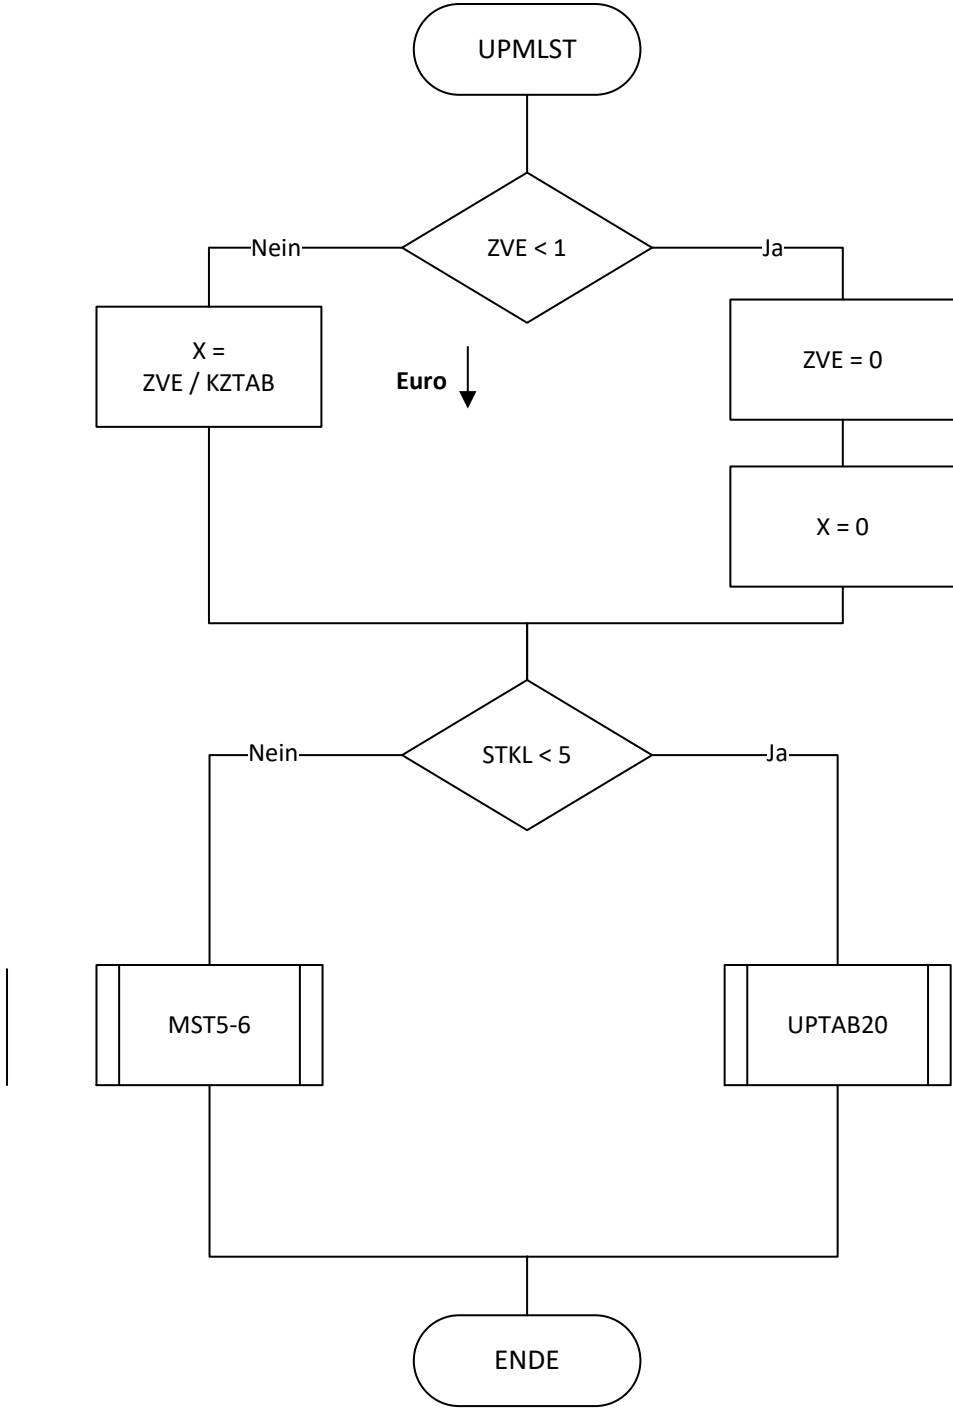 UPMLST
Nein
ZVE < 1
Ja
X =
ZVE / KZTAB
Euro
ZVE = 0
X = 0
Nein
STKL < 5
Ja
MST5-6
UPTAB20
ENDE